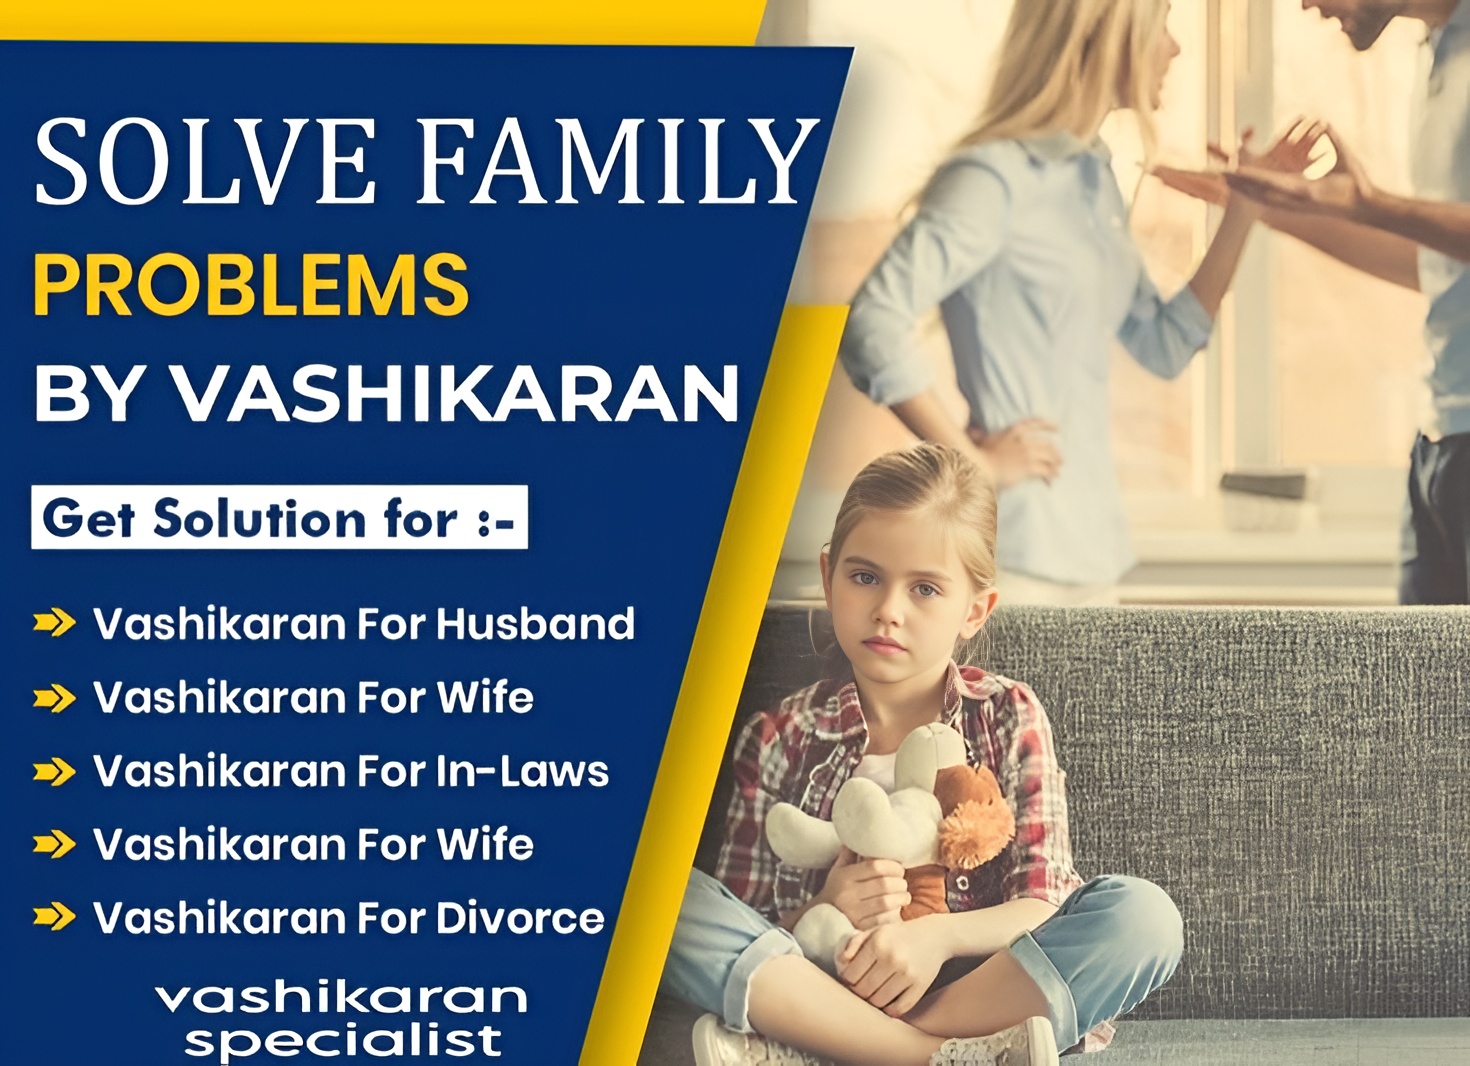 SOLVE FAMILY
PROBLEMS
BY VASHIKARAN
Get Solution for :-
Vashikaran For Husband
Vashikaran For Wife
Vashikaran For In-Laws
Vashikaran For Wife
Vashikaran For Divorce
vashikaran
specialist